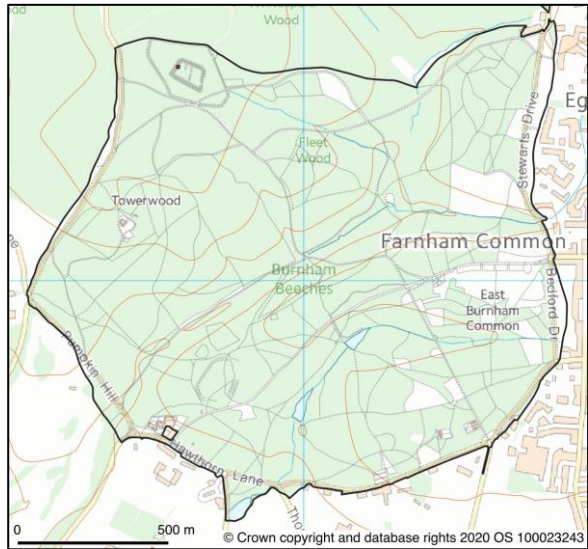 Wood
Eg
Stewarts Drive
Fleet
Wood
Towerwood
Farnham Common
Burnham
Beeches
East
Burnham
Common
Bedford Dr
Pumpkin Hill
Hawthorn Lane
0
500 m
© Crown copyright and database rights 2020 OS 100023243